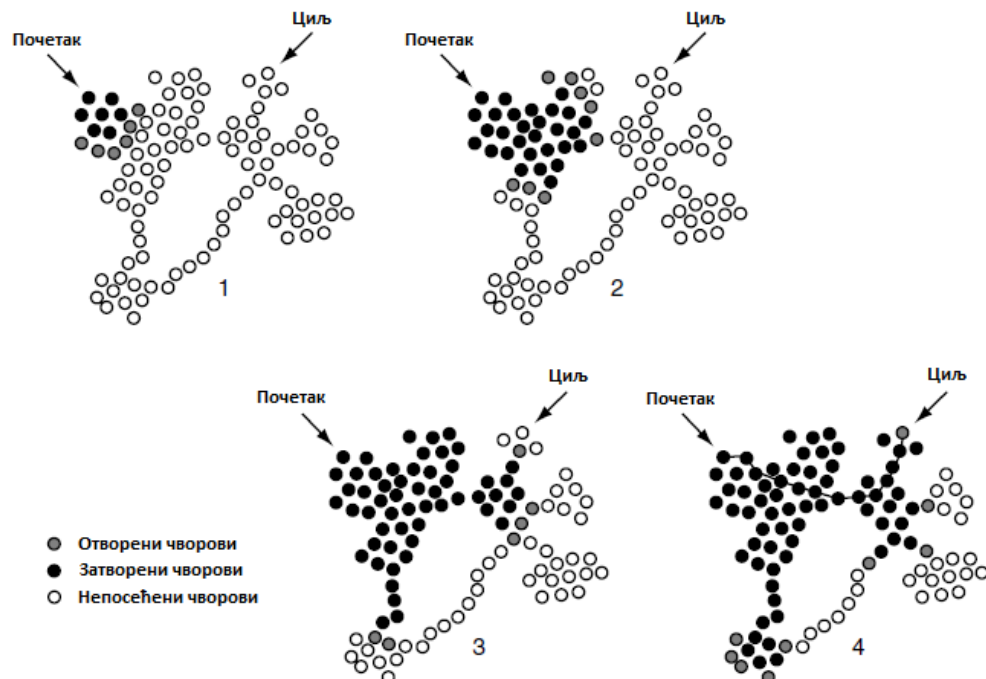 Циљ
Почетак
1
Циљ
Почетак
2
Циљ
Почетак
3
Циљ
Почетак
4
Отворени чворови
Затворени чворови
Непосећени чворови